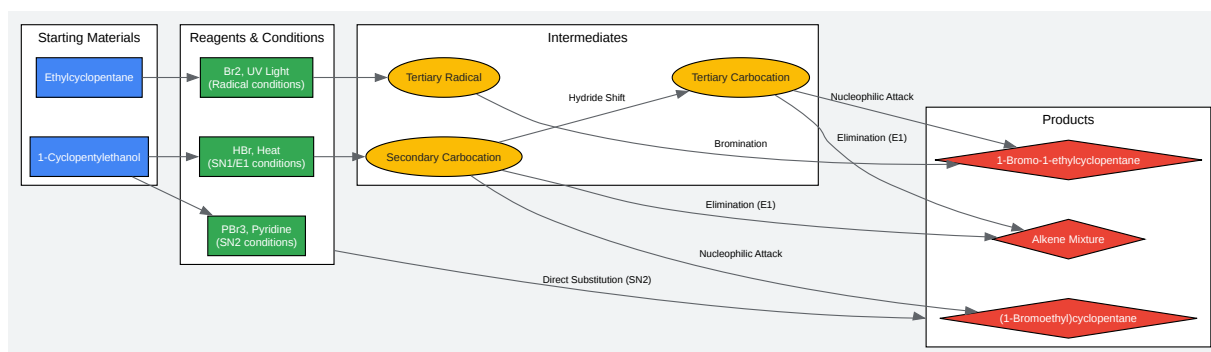 Starting Materials
Ethylcyclopentane
1-Cyclopentylethanol
Reagents & Conditions
Br2, UV Light
(Radical conditions)
HBr, Heat
(SN1/E1 conditions)
PBr3, Pyridine
(SN2 conditions)
Intermediates
Tertiary Radical
Tertiary Carbocation
Hydride Shift
Secondary Carbocation
Bromination
Nucleophilic Attack
Elimination (E1)
Elimination (E1)
Nucleophilic Attack
Direct Substitution (SN2)
Products
1-Bromo-1-ethylcyclopentane
Alkene Mixture
(1-Bromoethyl)cyclopentane